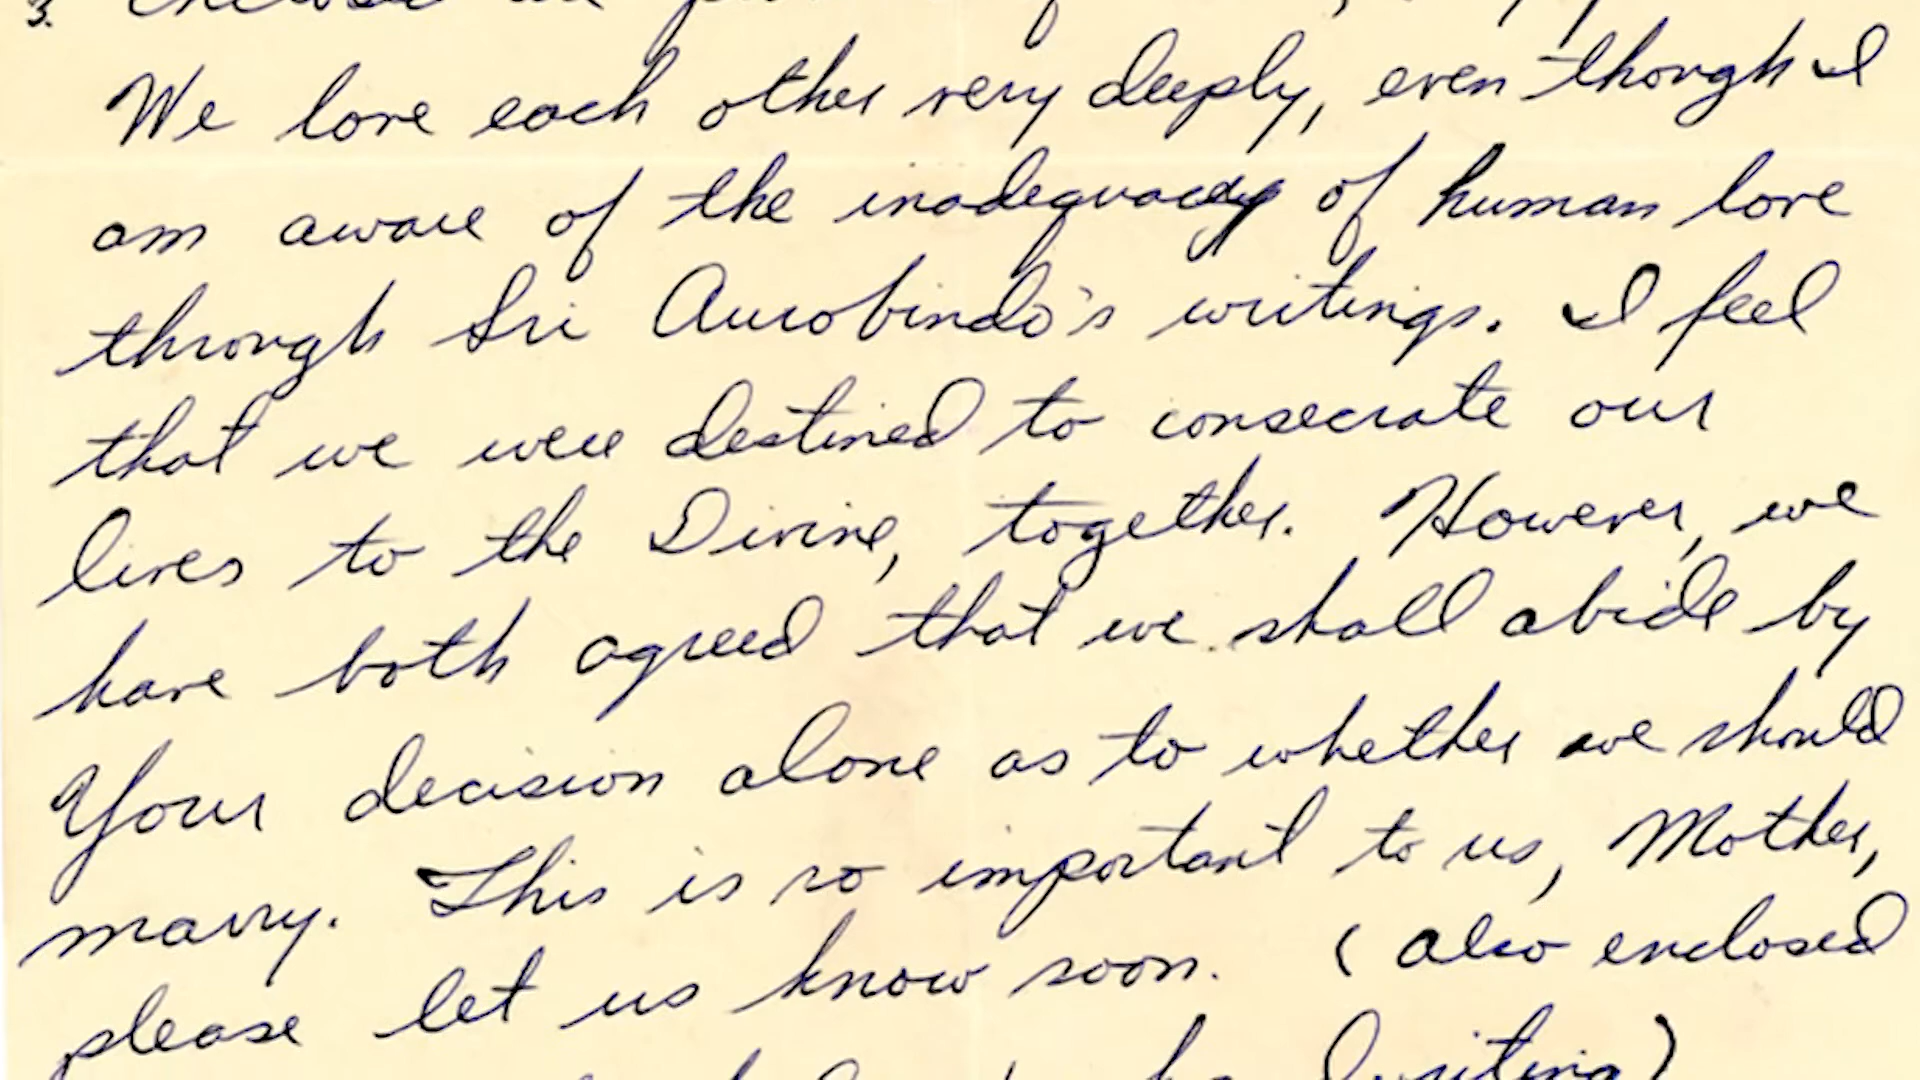 3.
We love each other very deeply, even though I
am aware of the inadequacy of human love
through Sri Aurobindo's writings. I feel
that we were destined to consecrate our
lives to the Divine, together. However, we
have both agreed that we shall abide by
Your decision alone as to whether we should
marry. This is so important to us, Mother,
please let us know soon. (also enclosed
writing)